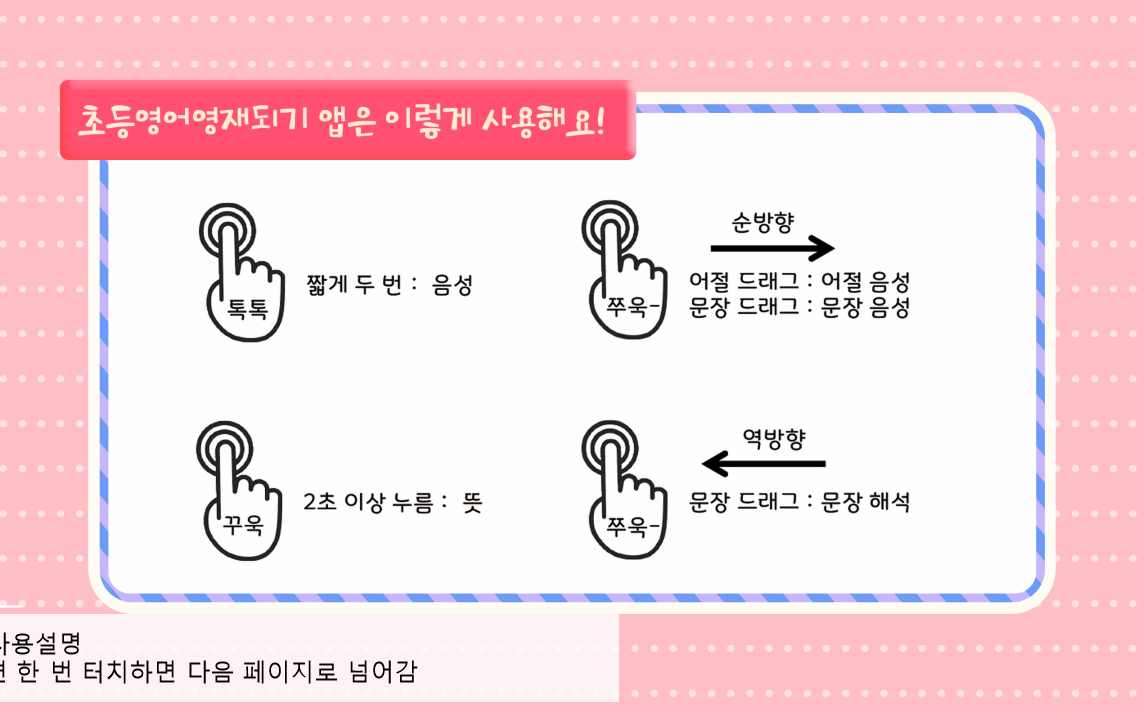 초등영어영재되기 앱은 이렇게 사용해요!
톡톡
짧게 두 번 : 음성
쭈욱-
순방향
어절 드래그 : 어절 음성
문장 드래그 : 문장 음성
꾸욱
2초 이상 누름 : 뜻
쭈욱-
역방향
문장 드래그 : 문장 해석
사용설명
한 번 터치하면 다음 페이지로 넘어감